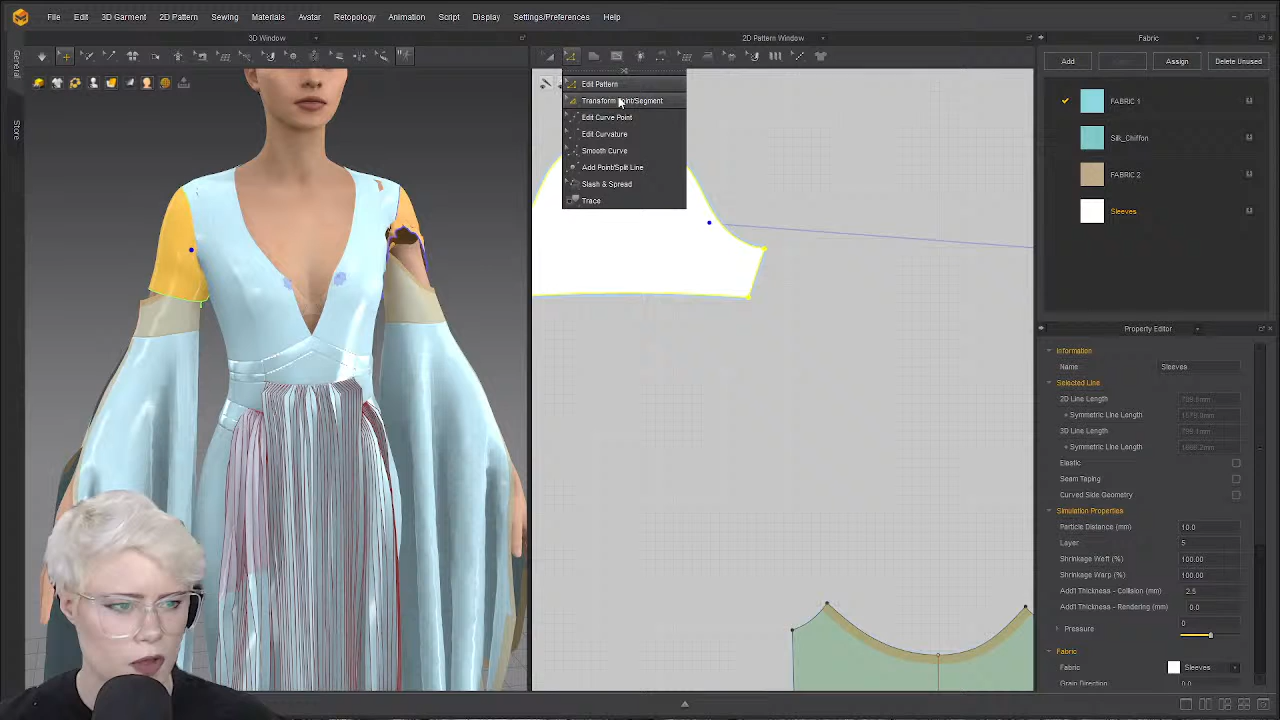 File Edit 3D Garment 2D Pattern Sewing Materials Avatar Retopology Animation Script Display Settings/Preferences Help
3D Window
2D Pattern Window
Fabric
General
Store
Add
Assign
Delete Unused
Edit Pattern
Transform Point/Segment
Edit Curve Point
Edit Curvature
Smooth Curve
Add Point/Split Line
Slash & Spread
Trace
FABRIC 1
Silk_Chiffon
FABRIC 2
Sleeves
Property Editor
Information
Name Sleeves
Selected Line
2D Line Length
+ Symmetric Line Length
3D Line Length
+ Symmetric Line Length
Elastic
Seam Taping
Curved Side Geometry
Simulation Properties
Particle Distance (mm) 10.0
Layer 5
Shrinkage Weft (%) 100.00
Shrinkage Warp (%) 100.00
Add'l Thickness - Collision (mm) 2.5
Add'l Thickness - Rendering (mm) 0.0
Pressure 0
Fabric
Fabric Sleeves
Grain Direction 0.0